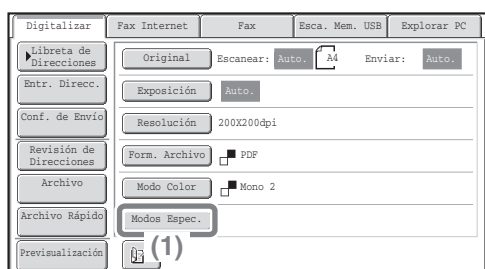 Digitalizar Fax Internet Fax Esca. Mem. USB Explorar PC
Libreta de
Direcciones
Entr. Direcc.
Conf. de Envío
Revisión de
Direcciones
Archivo
Archivo Rápido
Previsualización
Original Escanear: Auto. A4 Enviar: Auto.
Exposición Auto.
Resolución 200X200dpi
Form. Archivo PDF
Modo Color Mono 2
Modos Espec.
(1)